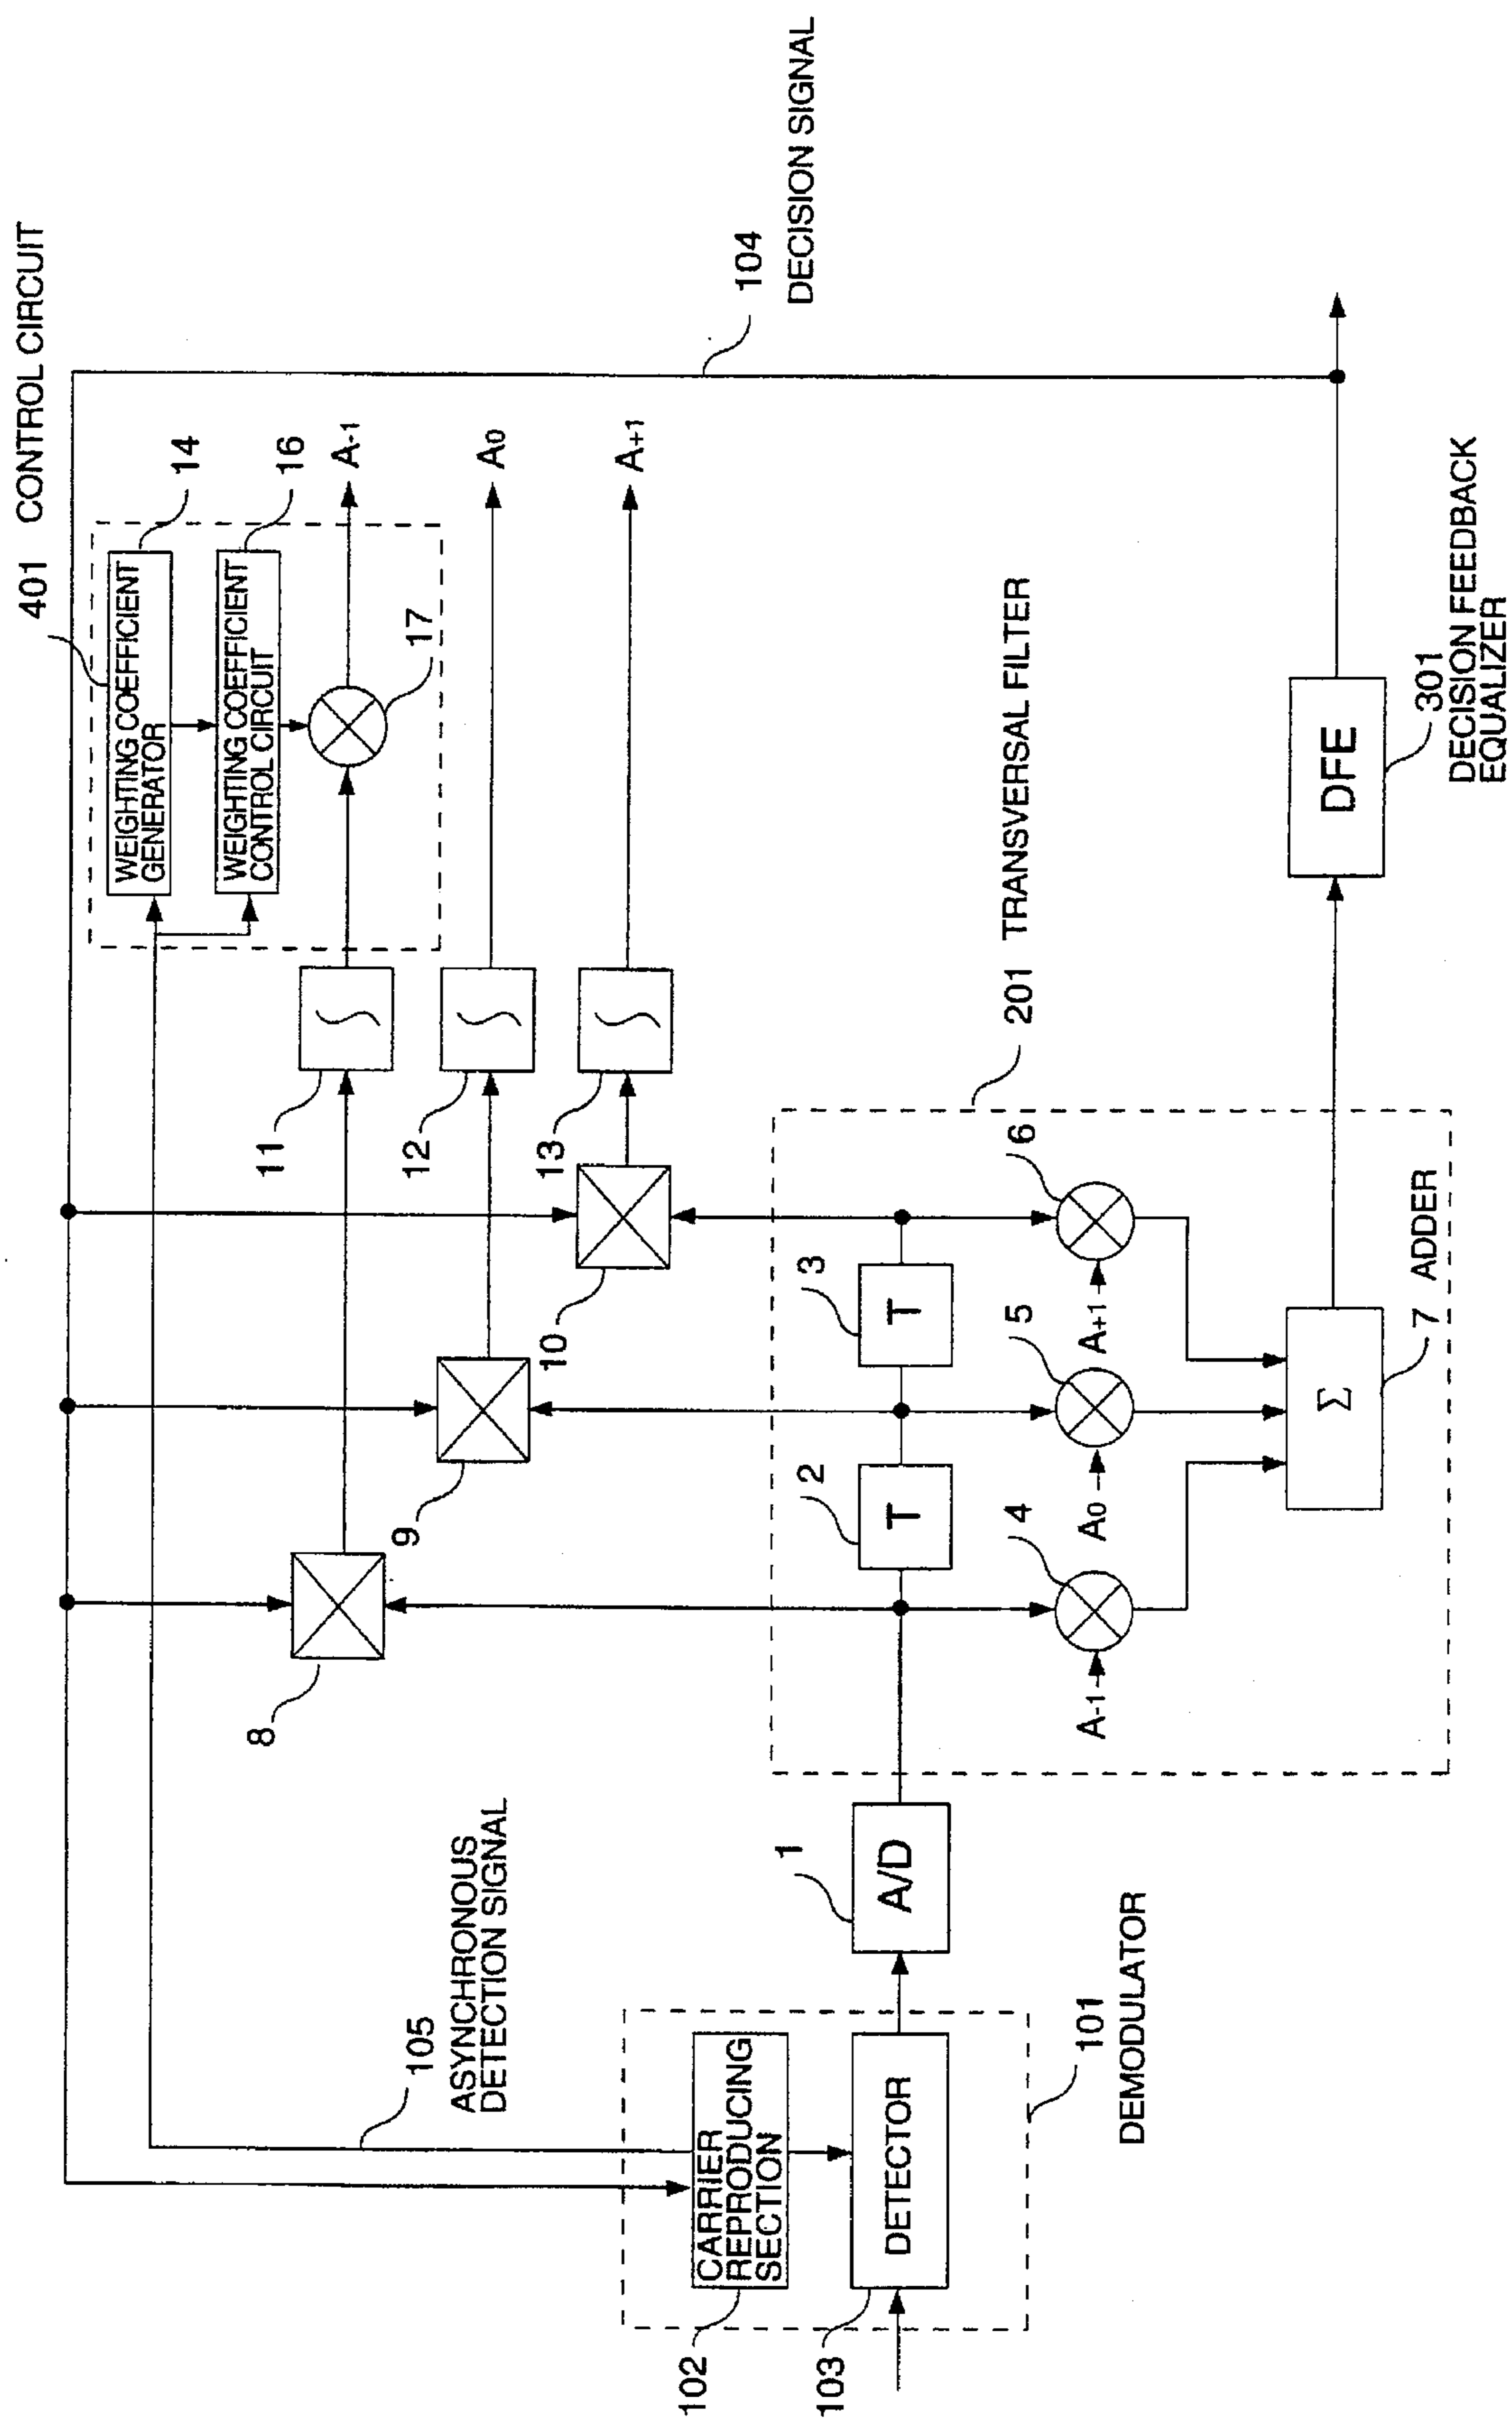 401 CONTROL CIRCUIT
WEIGHTING COEFFICIENT
GENERATOR
14
WEIGHTING COEFFICIENT
CONTROL CIRCUIT
16
17
A-1
A0
A+1
104
DECISION SIGNAL
11
12
13
8
9
10
105
ASYNCHRONOUS
DETECTION SIGNAL
CARRIER
REPRODUCING
SECTION
102
DETECTOR
103
101
DEMODULATOR
A/D
1
201 TRANSVERSAL FILTER
T
2
T
3
A-1
4
A0
5
A+1
6
Σ
7 ADDER
DFE
301
DECISION FEEDBACK
EQUALIZER